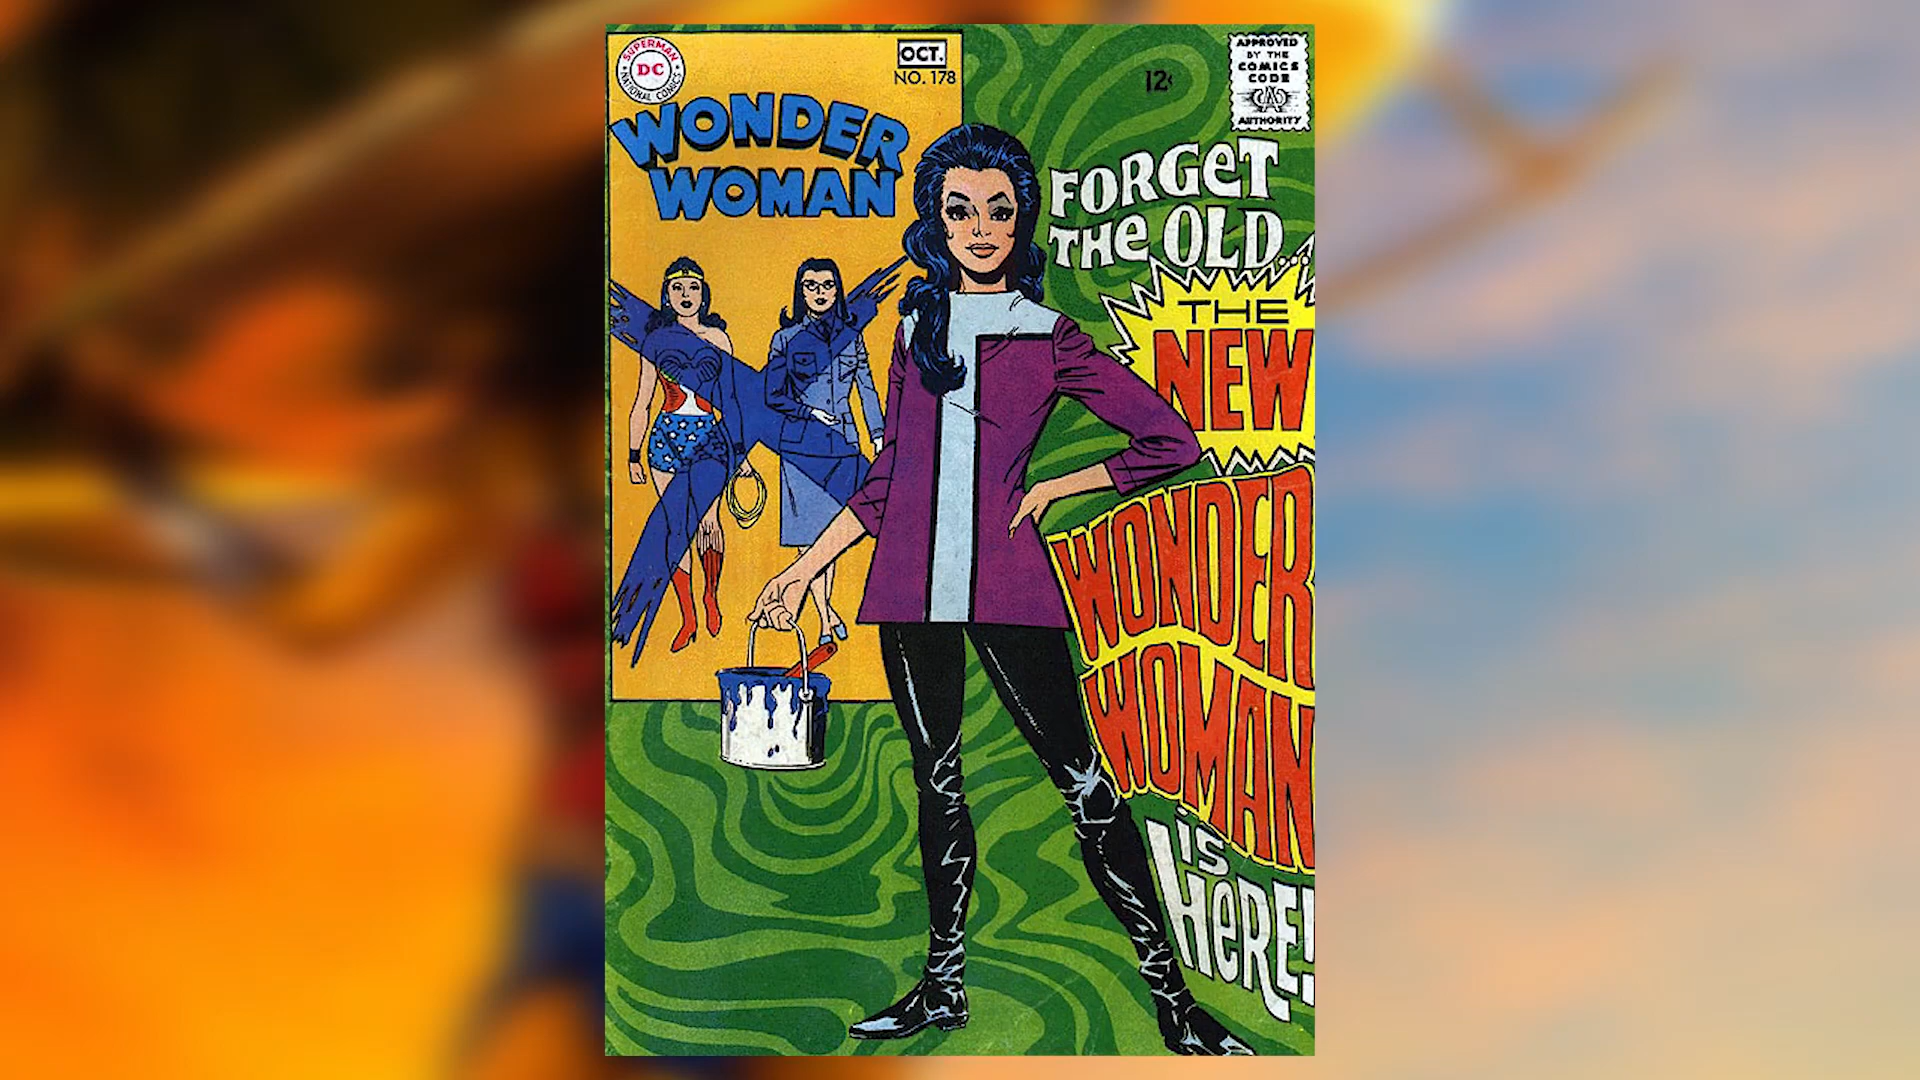 SUPERMAN
DC
NATIONAL COMICS
OCT.
NO. 178
WONDER
WOMAN
12¢
APPROVED
BY THE
COMICS
CODE
CA
AUTHORITY
FORGET
THE OLD...
THE
NEW
WONDER
WOMAN
IS
HERE!